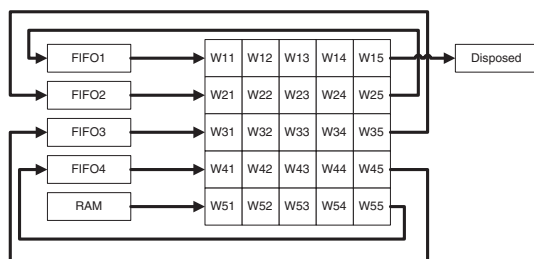 FIFO1 W11 W12 W13 W14 W15 Disposed
FIFO2 W21 W22 W23 W24 W25
FIFO3 W31 W32 W33 W34 W35
FIFO4 W41 W42 W43 W44 W45
RAM W51 W52 W53 W54 W55